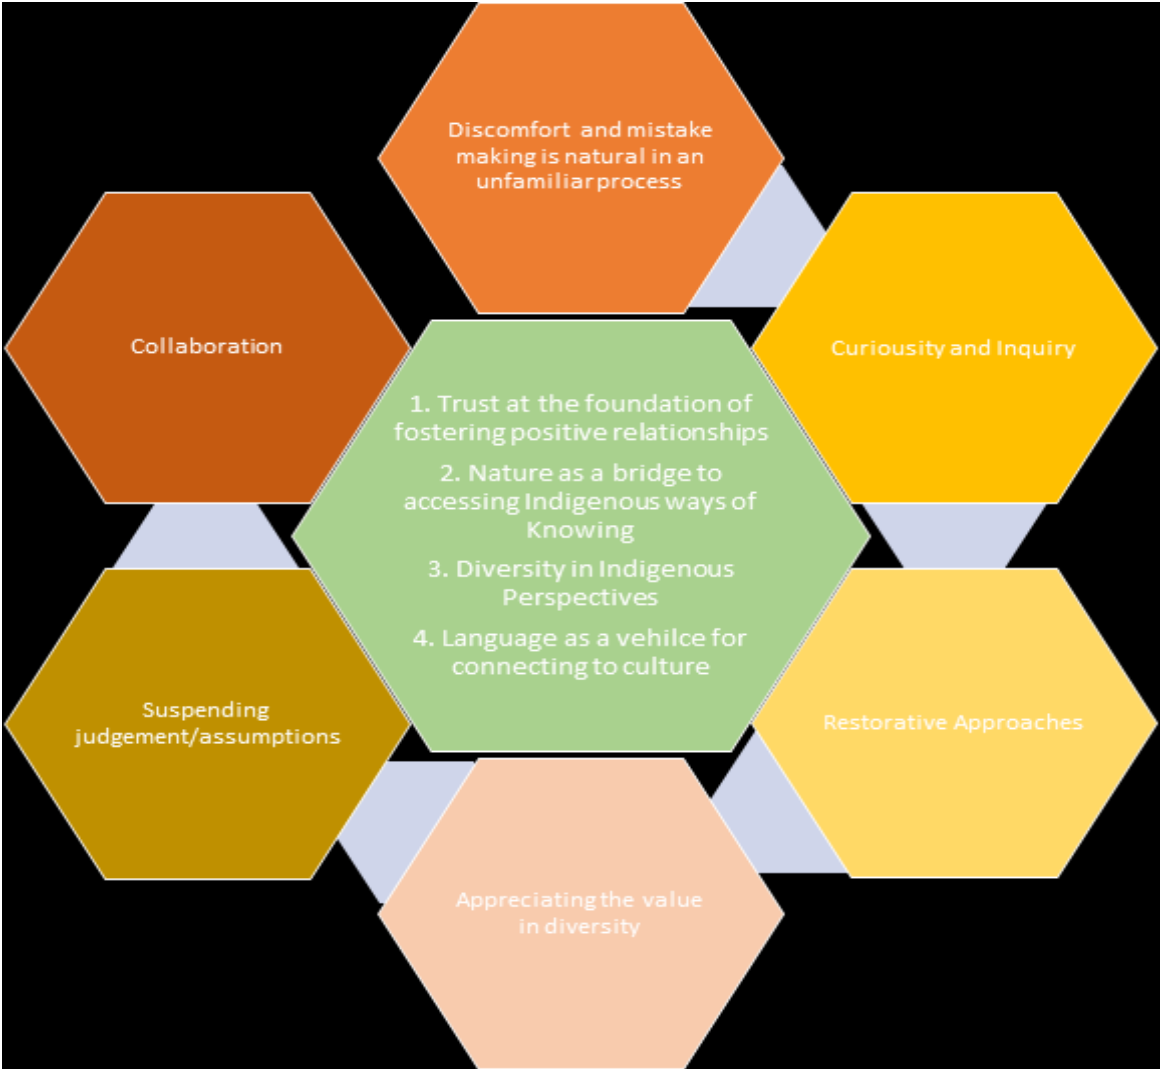 Discomfort and mistake
making is natural in an
unfamiliar process
Collaboration
Curiousity and Inquiry
1. Trust at the foundation of
fostering positive relationships
2. Nature as a bridge to
accessing Indigenous ways of
Knowing
3. Diversity in Indigenous
Perspectives
4. Language as a vehilce for
connecting to culture
Suspending
judgement/assumptions
Restorative Approaches
Appreciating the value
in diversity